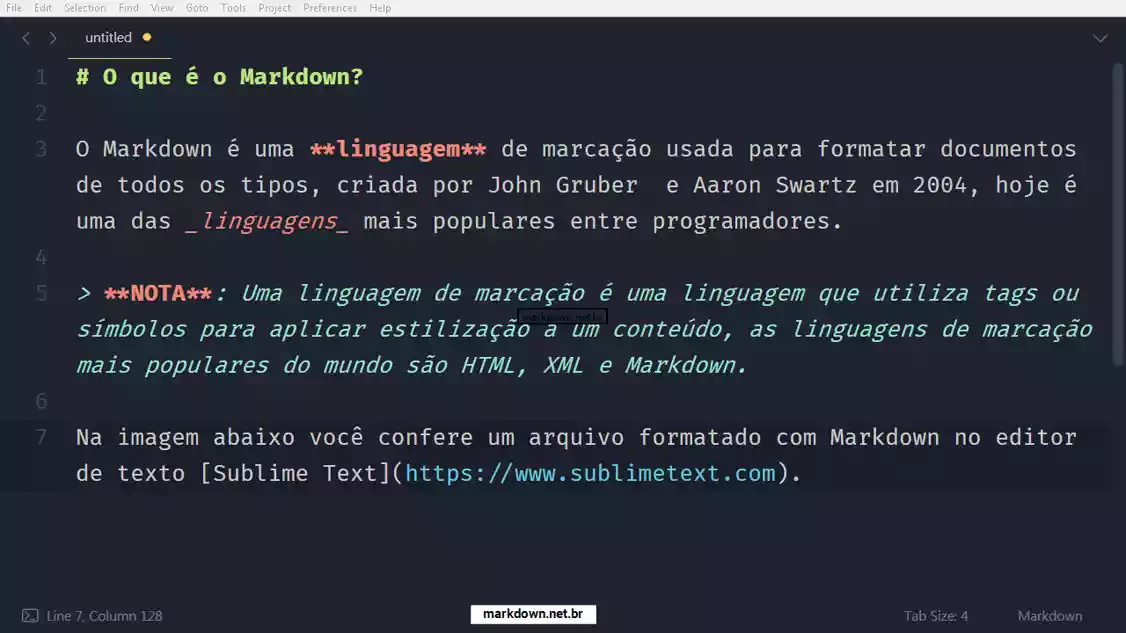 File Edit Selection Find View Goto Tools Project Preferences Help
untitled
1 # O que é o Markdown?
2
3 O Markdown é uma **linguagem** de marcação usada para formatar documentos
de todos os tipos, criada por John Gruber  e Aaron Swartz em 2004, hoje é
uma das _linguagens_ mais populares entre programadores.
4
5 > **NOTA**: Uma linguagem de marcação é uma linguagem que utiliza tags ou
markdown.net.br
símbolos para aplicar estilização a um conteúdo, as linguagens de marcação
mais populares do mundo são HTML, XML e Markdown.
6
7 Na imagem abaixo você confere um arquivo formatado com Markdown no editor
de texto [Sublime Text](https://www.sublimetext.com).
Line 7, Column 128 markdown.net.br Tab Size: 4 Markdown